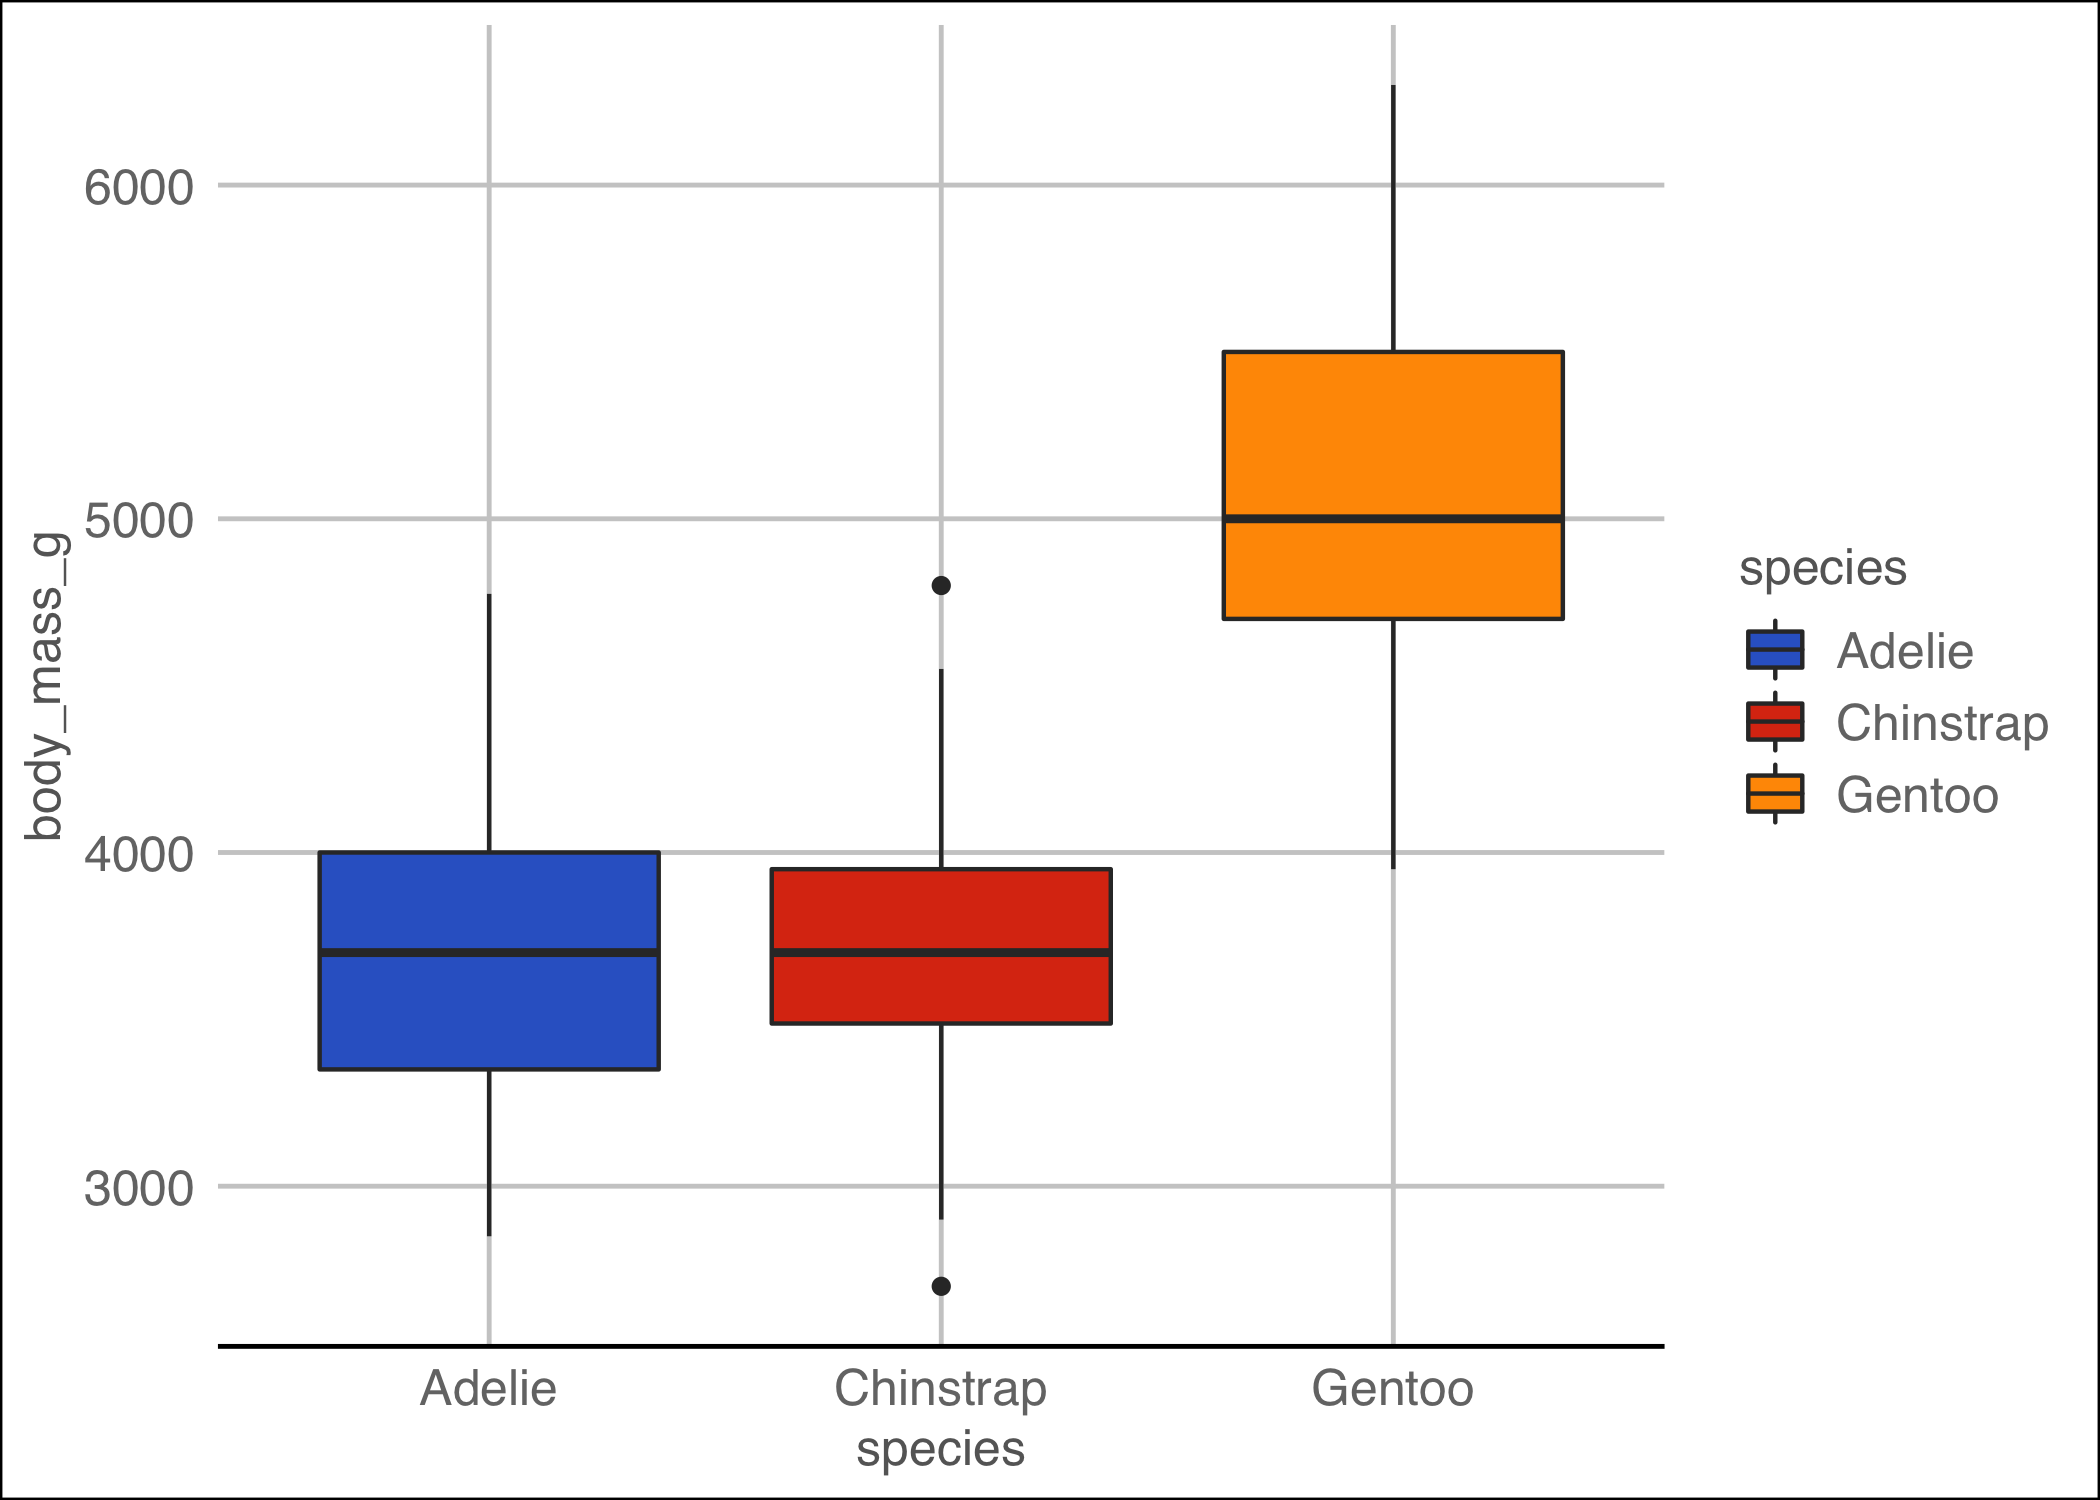 body_mass_g
6000
5000
4000
3000
Adelie Chinstrap Gentoo
species
species
Adelie
Chinstrap
Gentoo